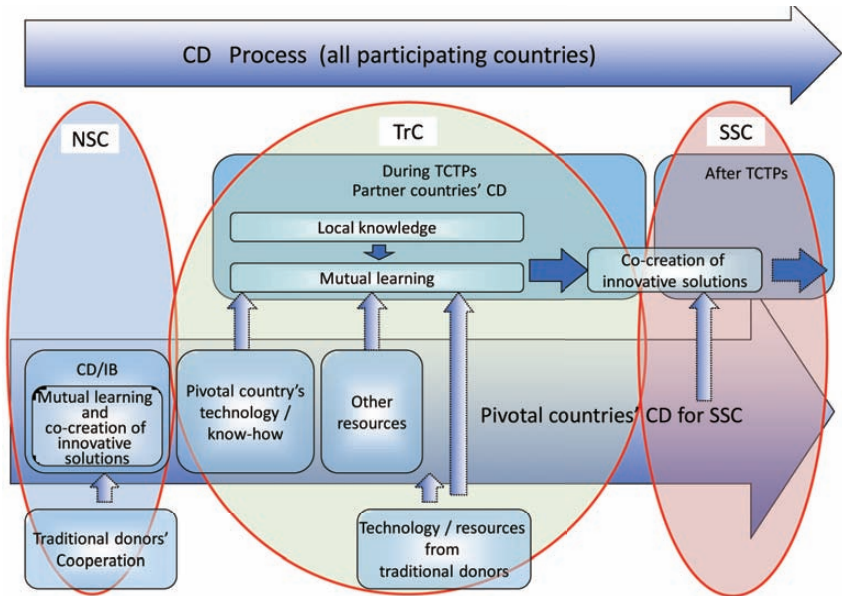 CD Process (all participating countries)
NSC
TrC
SSC
During TCTPs
Partner countries' CD
After TCTPs
Local knowledge
Mutual learning
Co-creation of
innovative solutions
CD/IB
Mutual learning
and
co-creation of
innovative
solutions
Pivotal country's
technology /
know-how
Other
resources
Pivotal countries' CD for SSC
Traditional donors'
Cooperation
Technology / resources
from
traditional donors